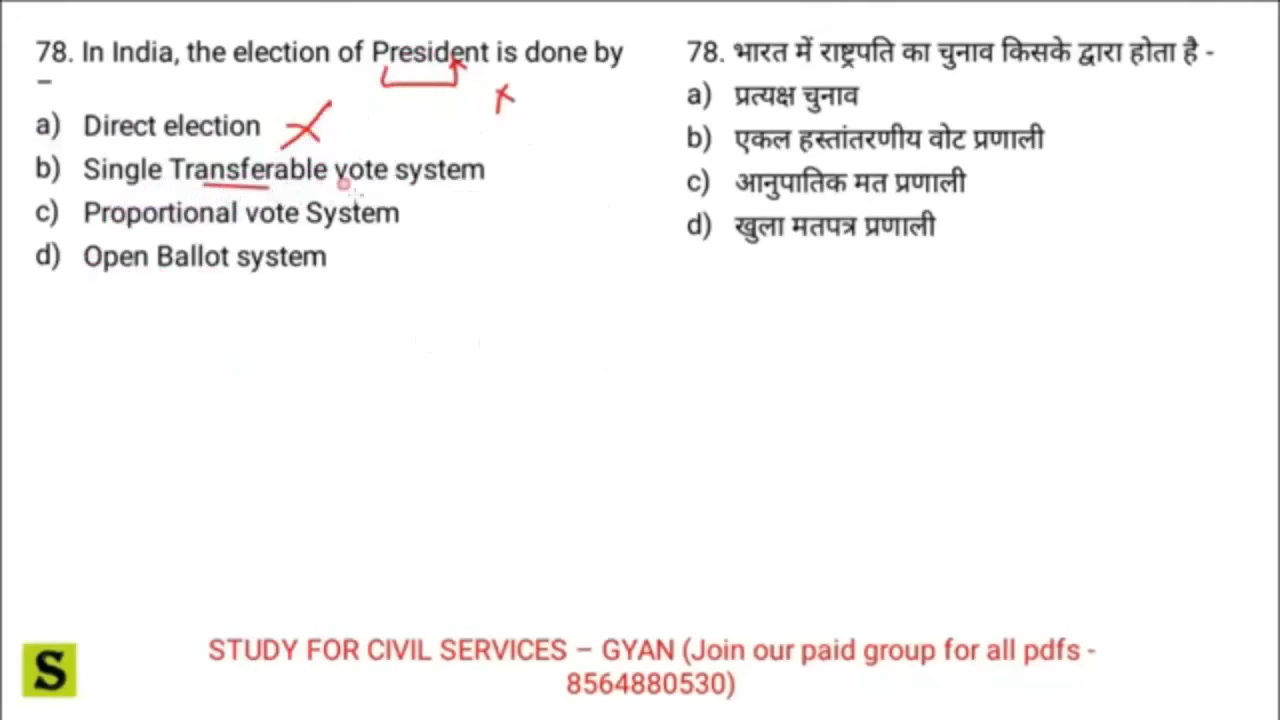 78. In India, the election of President is done by
–
a) Direct election
b) Single Transferable vote system
c) Proportional vote System
d) Open Ballot system
78. भारत में राष्ट्रपति का चुनाव किसके द्वारा होता है -
a) प्रत्यक्ष चुनाव
b) एकल हस्तांतरणीय वोट प्रणाली
c) आनुपातिक मत प्रणाली
d) खुला मतपत्र प्रणाली
S
STUDY FOR CIVIL SERVICES – GYAN (Join our paid group for all pdfs -
8564880530)